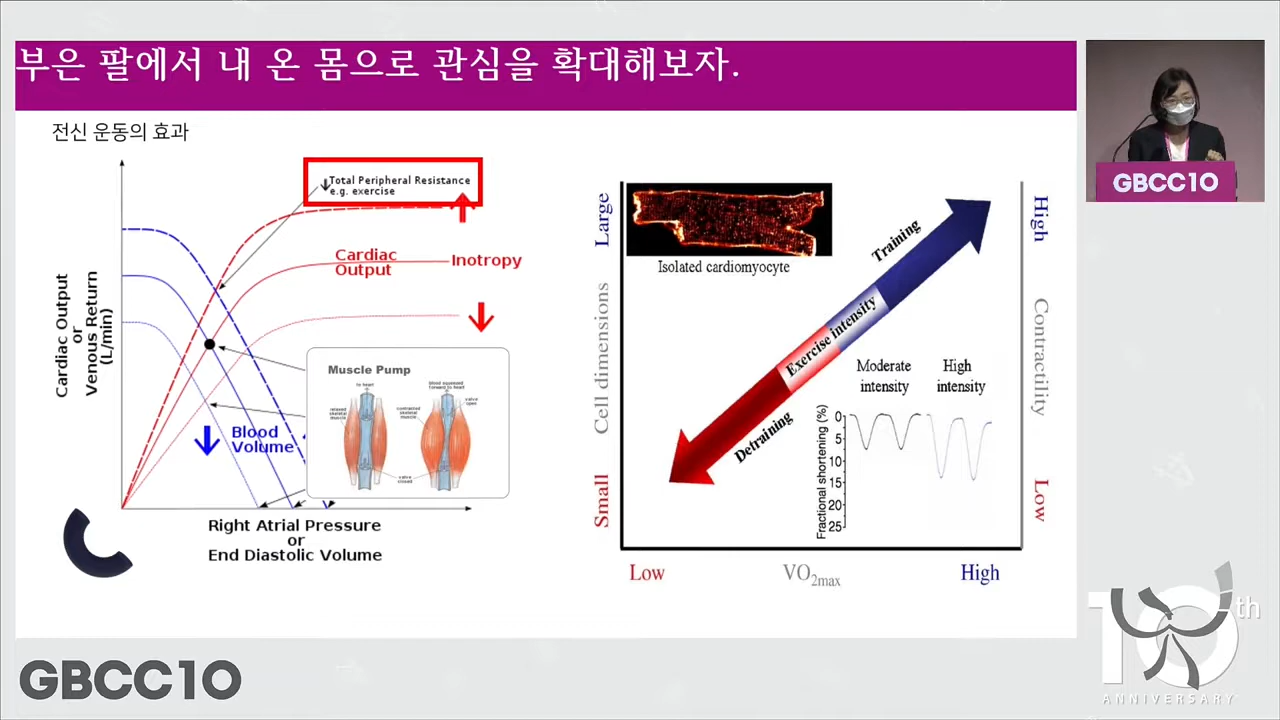 부은 팔에서 내 온 몸으로 관심을 확대해보자.
전신 운동의 효과
Total Peripheral Resistance
e.g. exercise
Cardiac
Output
Inotropy
Cardiac Output
or
Venous Return
(L/min)
Muscle Pump
to heart
blood squeezed
forward to heart
relaxed
skeletal
muscle
contracted
skeletal
muscle
valve
open
valve
closed
Blood
Volume
Right Atrial Pressure
or
End Diastolic Volume
Large
Cell dimensions
Small
Isolated cardiomyocyte
Training
Exercise intensity
Detraining
Moderate
intensity
High
intensity
Fractional shortening (%)
0
5
10
15
20
25
High
Contractility
Low
Low
VO2max
High
GBCC10
GBCC10
10th
ANNIVERSARY